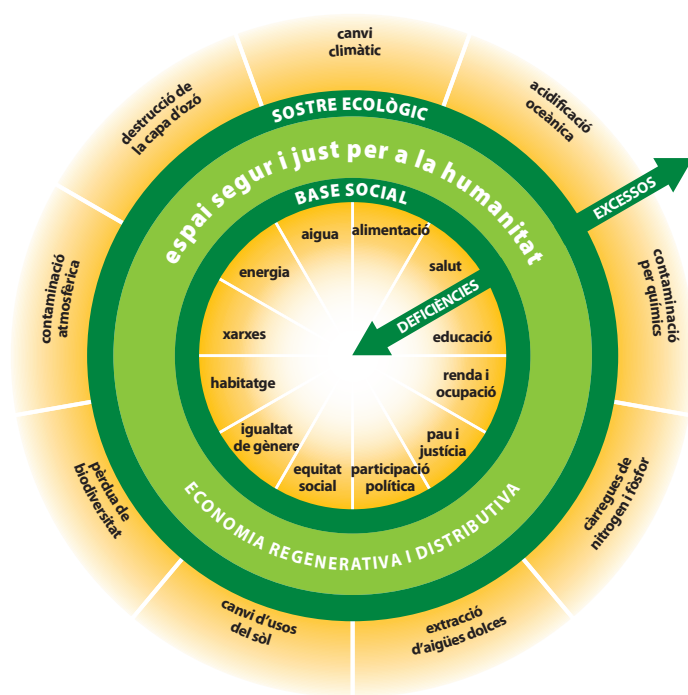 canvi
climàtic
acidificació
oceànica
contaminació
per químics
càrregues de
nitrogen i fòsfor
extracció
d'aigües dolces
canvi d'usos
del sòl
pèrdua de
biodiversitat
contaminació
atmosfèrica
destrucció de
la capa d'ozó
SOSTRE ECOLÒGIC
EXCESSOS
espai segur i just per a la humanitat
BASE SOCIAL
aigua
alimentació
salut
DEFICIÈNCIES
educació
renda i
ocupació
pau i
justícia
participació
política
equitat
social
igualtat
de gènere
habitatge
xarxes
energia
ECONOMIA REGENERATIVA I DISTRIBUTIVA